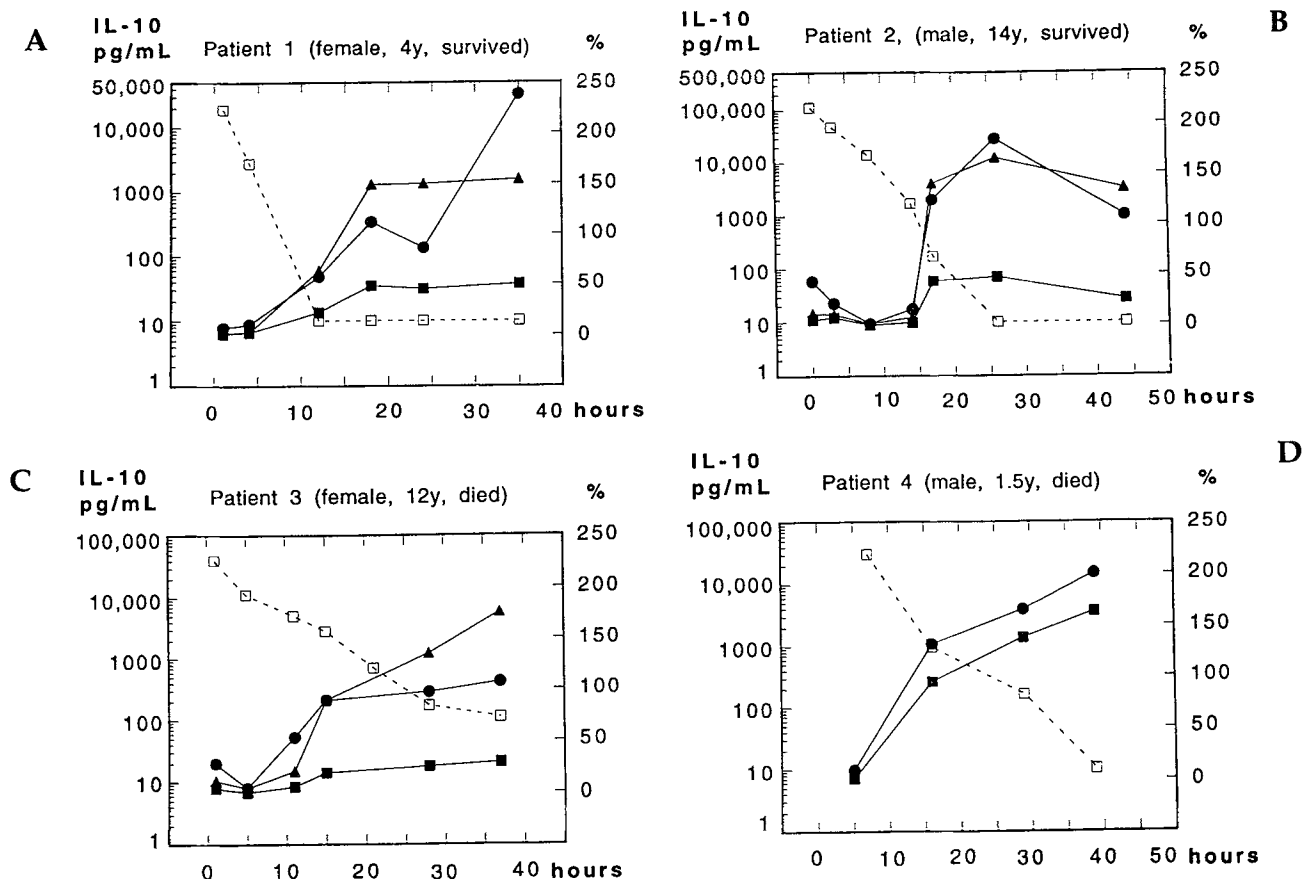 A
IL-10
pg/mL
Patient 1 (female, 4y, survived)
%
50,000
10,000
1000
100
10
1
250
200
150
100
50
0
0 10 20 30 40 hours
B
IL-10
pg/mL
Patient 2, (male, 14y, survived)
%
500,000
100,000
10,000
1000
100
10
1
250
200
150
100
50
0
0 10 20 30 40 50
hours
C
IL-10
pg/mL
Patient 3 (female, 12y, died)
%
100,000
10,000
1000
100
10
1
250
200
150
100
50
0
0 10 20 30 40 hours
D
IL-10
pg/mL
Patient 4 (male, 1.5y, died)
%
100,000
10,000
1000
100
10
1
250
200
150
100
50
0
0 10 20 30 40 50
hours